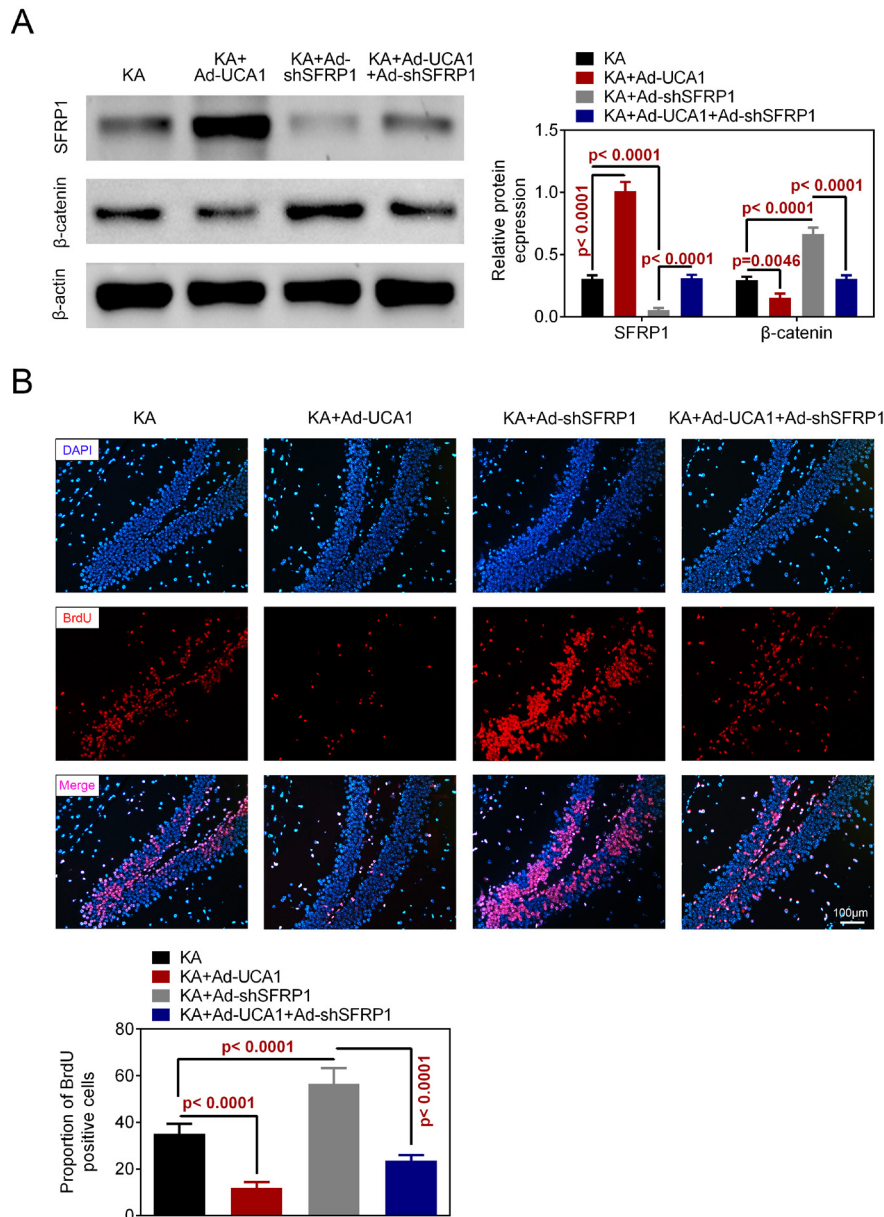 A
KA
KA+
Ad-UCA1
KA+Ad-
shSFRP1
KA+Ad-UCA1
+Ad-shSFRP1
SFRP1
β-catenin
β-actin
KA
KA+Ad-UCA1
KA+Ad-shSFRP1
KA+Ad-UCA1+Ad-shSFRP1
Relative protein
ecpression
1.5
1.0
0.5
0.0
p< 0.0001
p< 0.0001
p< 0.0001
p< 0.0001
p< 0.0001
p=0.0046
SFRP1
β-catenin
B
KA
KA+Ad-UCA1
KA+Ad-shSFRP1
KA+Ad-UCA1+Ad-shSFRP1
DAPI
BrdU
Merge
100μm
KA
KA+Ad-UCA1
KA+Ad-shSFRP1
KA+Ad-UCA1+Ad-shSFRP1
Proportion of BrdU
positive cells
80
60
40
20
0
p< 0.0001
p< 0.0001
p< 0.0001